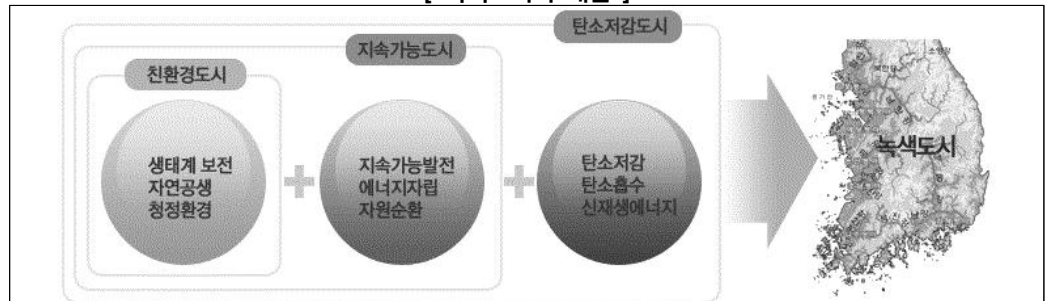 탄소저감도시
지속가능도시
친환경도시
생태계 보전
자연공생
청정환경
+
지속가능발전
에너지자립
자원순환
+
탄소저감
탄소흡수
신재생에너지
녹색도시